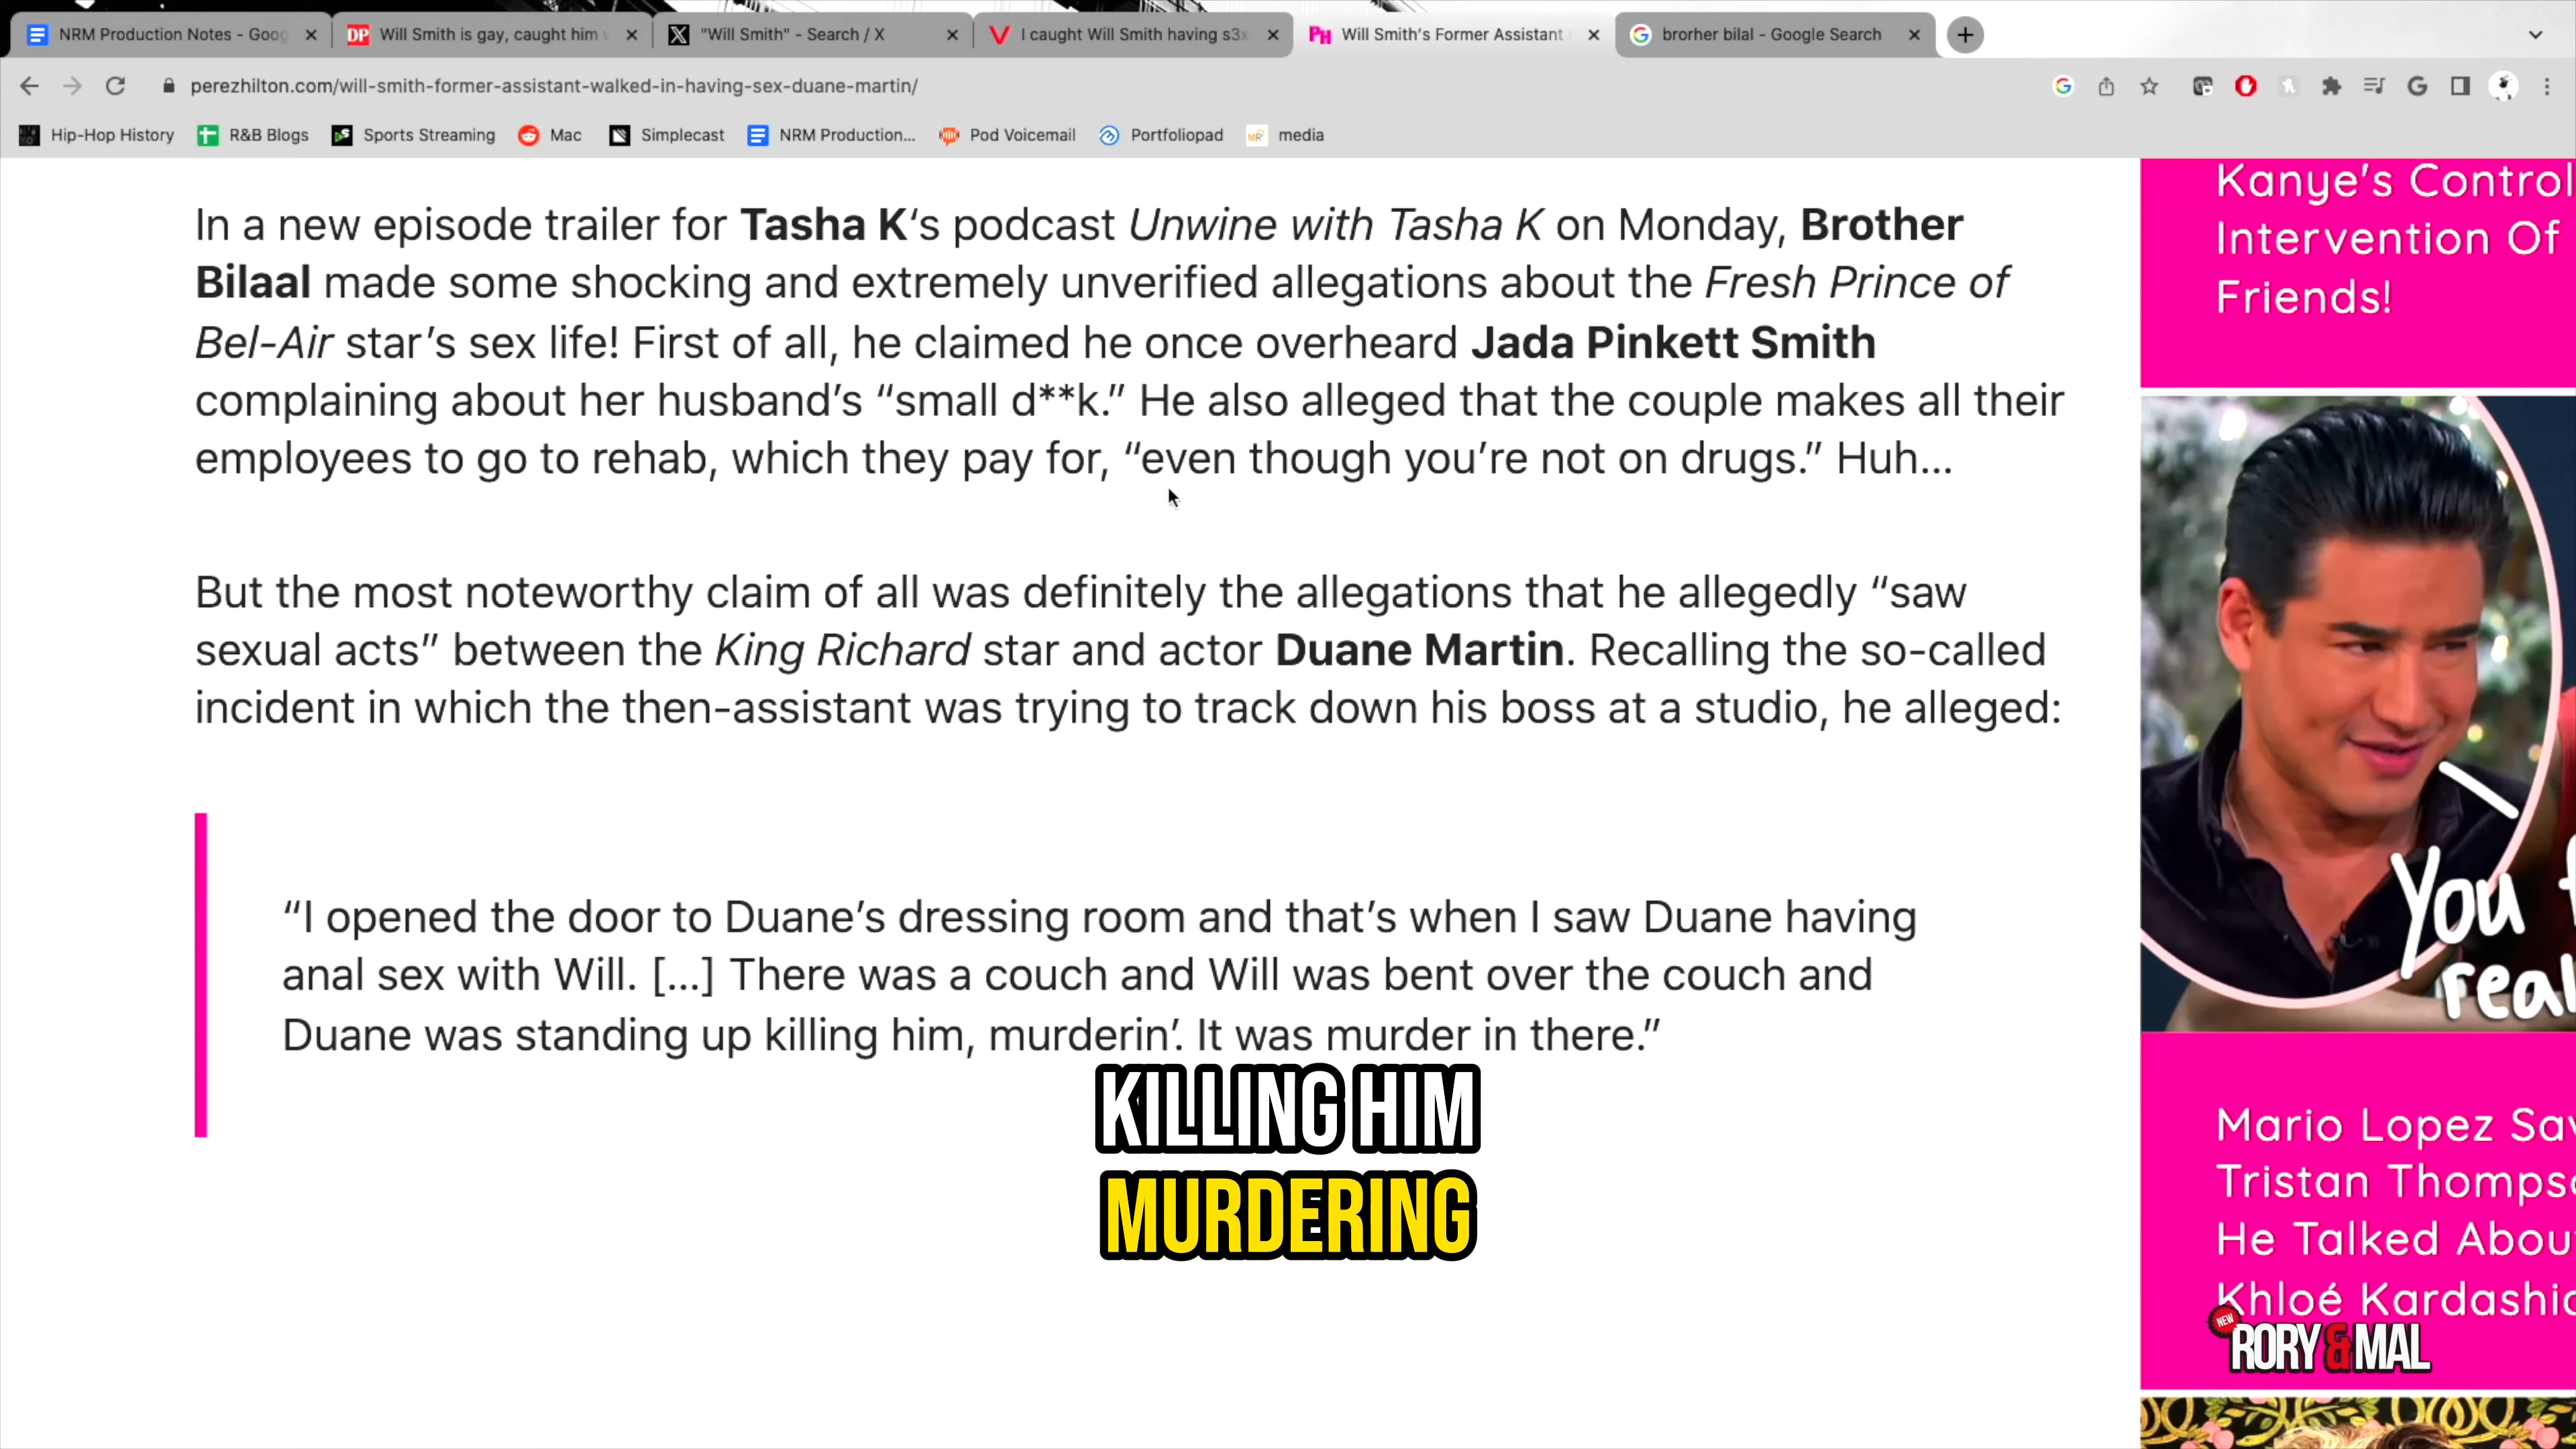 NRM Production Notes - Goog
Will Smith is gay, caught him w
"Will Smith" - Search / X
I caught Will Smith having s3x
Will Smith's Former Assistant
brorher bilal - Google Search
perezhilton.com/will-smith-former-assistant-walked-in-having-sex-duane-martin/
Hip-Hop History
R&B Blogs
Sports Streaming
Mac
Simplecast
NRM Production...
Pod Voicemail
Portfoliopad
media
In a new episode trailer for Tasha K‘s podcast Unwine with Tasha K on Monday, Brother
Bilaal made some shocking and extremely unverified allegations about the Fresh Prince of
Bel-Air star’s sex life! First of all, he claimed he once overheard Jada Pinkett Smith
complaining about her husband’s “small d**k.” He also alleged that the couple makes all their
employees to go to rehab, which they pay for, “even though you’re not on drugs.” Huh…
But the most noteworthy claim of all was definitely the allegations that he allegedly “saw
sexual acts” between the King Richard star and actor Duane Martin. Recalling the so-called
incident in which the then-assistant was trying to track down his boss at a studio, he alleged:
“I opened the door to Duane’s dressing room and that’s when I saw Duane having
anal sex with Will. […] There was a couch and Will was bent over the couch and
Duane was standing up killing him, murderin’. It was murder in there.”
KILLING HIM
MURDERING
Kanye's Control
Intervention Of
Friends!
You f
real
Mario Lopez Sav
Tristan Thompso
He Talked Abou
Khloé Kardashia
NEW
RORY & MAL